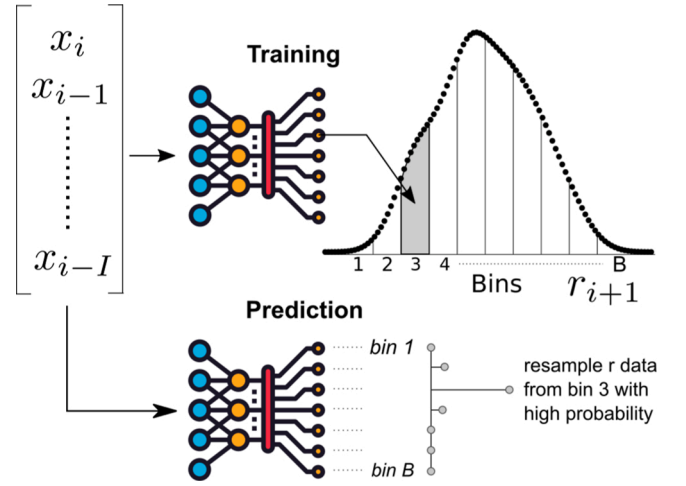 x_i
x_{i-1}
x_{i-I}
Training
1 2 3 4 B
Bins
r_{i+1}
Prediction
bin 1
bin B
resample r data
from bin 3 with
high probability